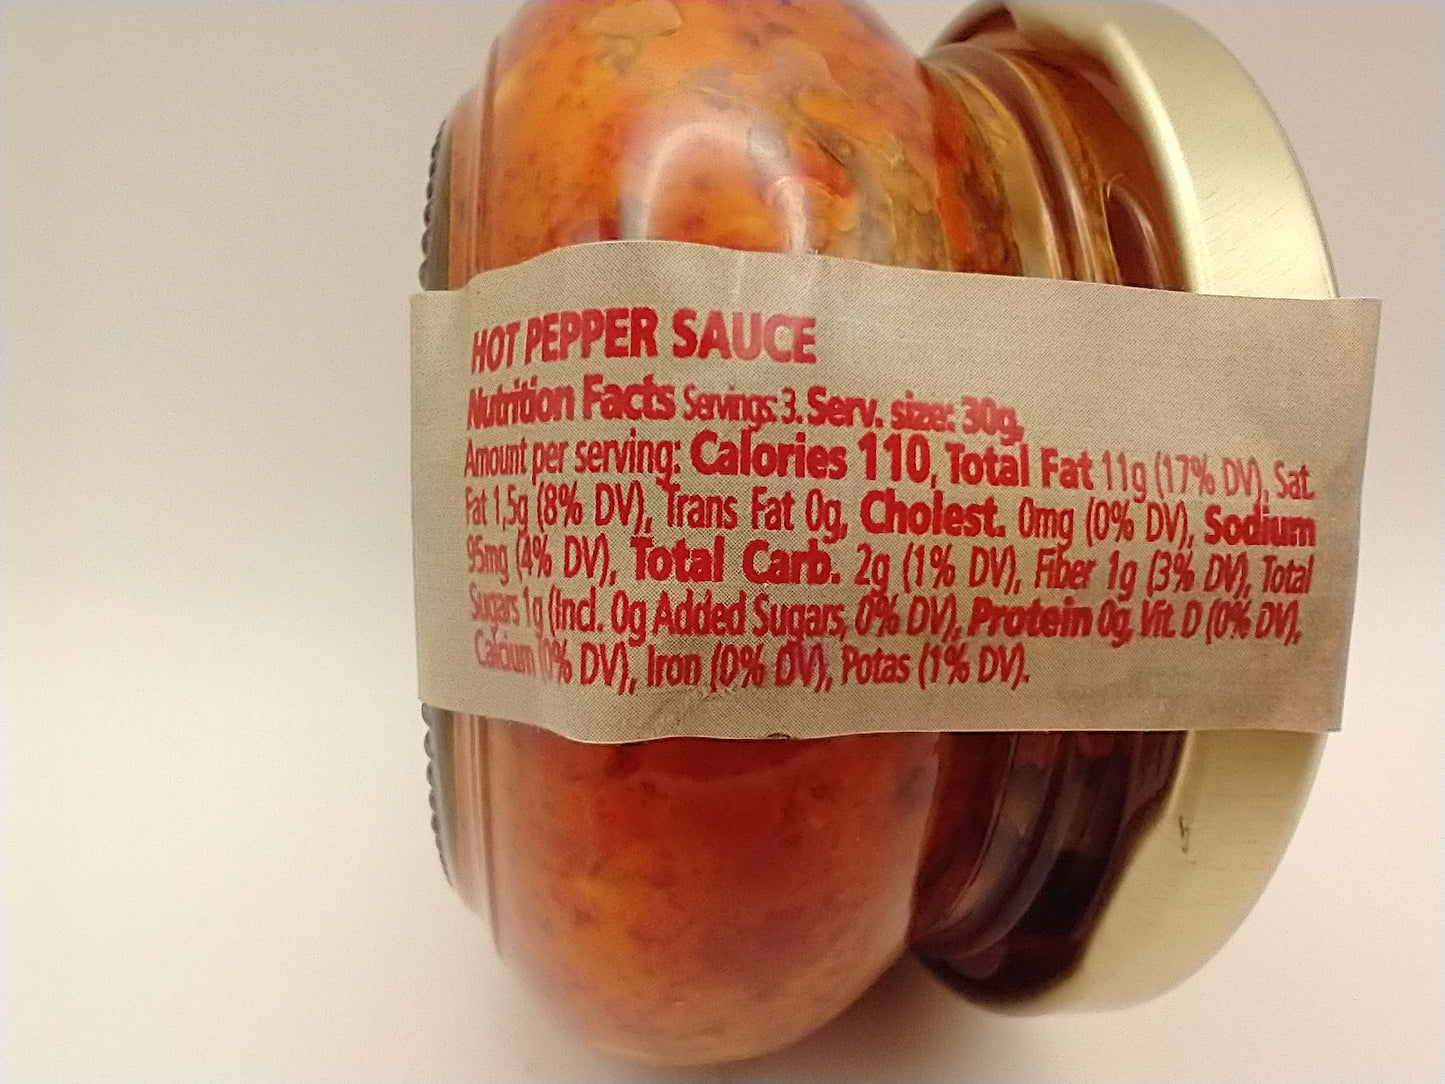 HOT PEPPER SAUCE
Nutrition Facts Servings: 3. Serv. size: 30g,
Amount per serving: Calories 110, Total Fat 11g (17% DV), Sat.
Fat 1,5g (8% DV), Trans Fat 0g, Cholest. 0mg (0% DV), Sodium
95mg (4% DV), Total Carb. 2g (1% DV), Fiber 1g (3% DV), Total
Sugars 1g (Incl. 0g Added Sugars, 0% DV), Protein 0g, Vit. D (0% DV),
Calcium (0% DV), Iron (0% DV), Potas (1% DV).